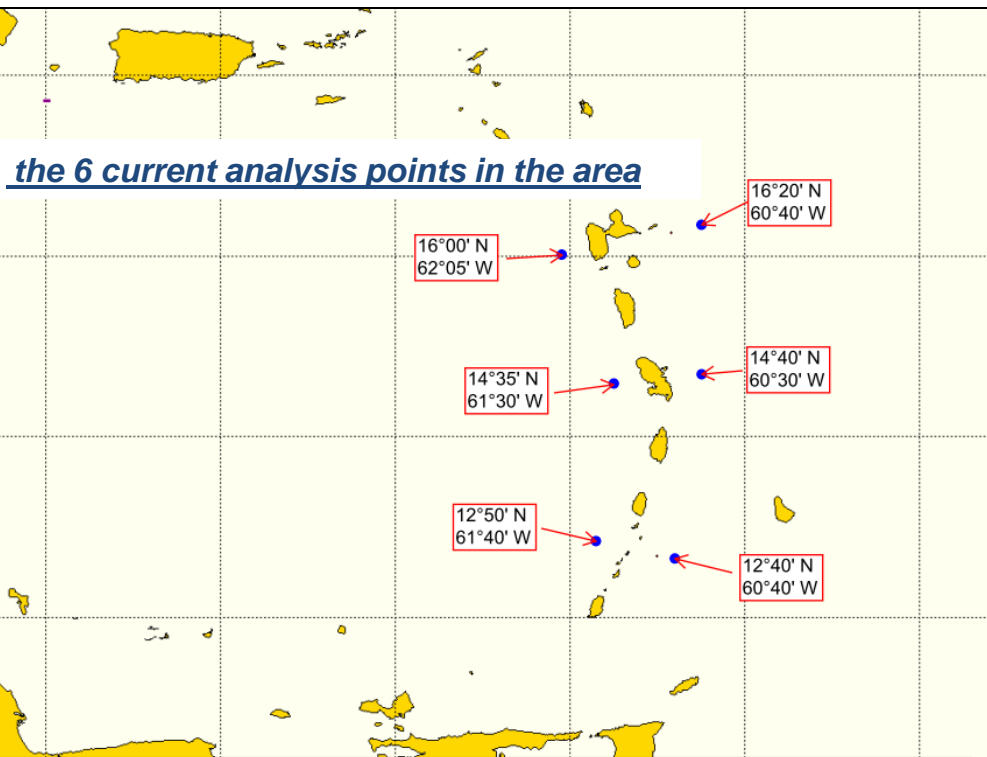 the 6 current analysis points in the area
16°20' N
60°40' W
16°00' N
62°05' W
14°40' N
60°30' W
14°35' N
61°30' W
12°50' N
61°40' W
12°40' N
60°40' W